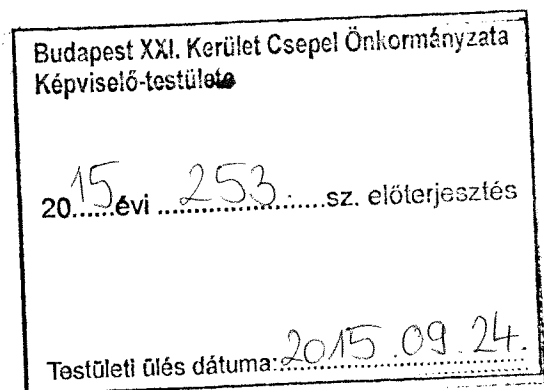 Budapest XXI. Kerület Csepel Önkormányzata
Képviselő-testülete
20 15 évi 253. sz. előterjesztés
Testületi ülés dátuma: 2015.09.24.